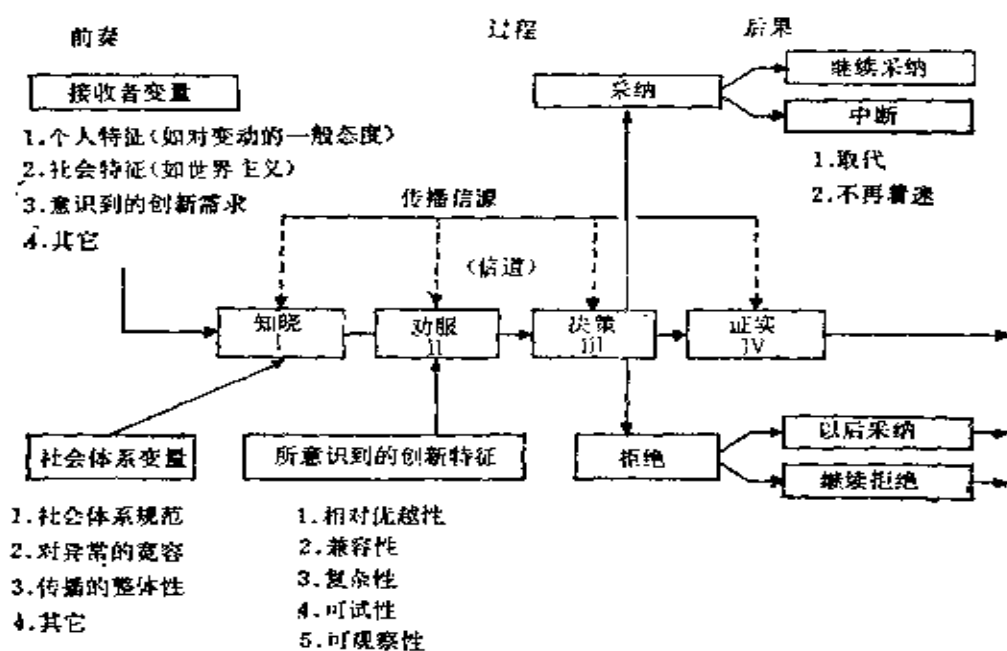 前奏
过程
后果
接收者变量
1.个人特征(如对变动的一般态度)
2.社会特征(如世界主义)
3.意识到的创新需求
4.其它
采纳
继续采纳
中断
1.取代
2.不再着迷
传播信源
(信道)
知晓
I
劝服
II
决策
III
证实
IV
社会体系变量
1.社会体系规范
2.对异常的宽容
3.传播的整体性
4.其它
所意识到的创新特征
1.相对优越性
2.兼容性
3.复杂性
4.可试性
5.可观察性
拒绝
以后采纳
继续拒绝